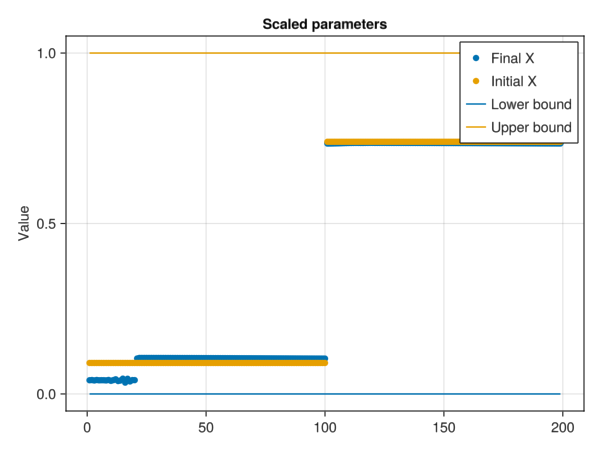 Scaled parameters
Final X
Initial X
Lower bound
Upper bound
Value
1.0
0.5
0.0
0 50 100 150 200